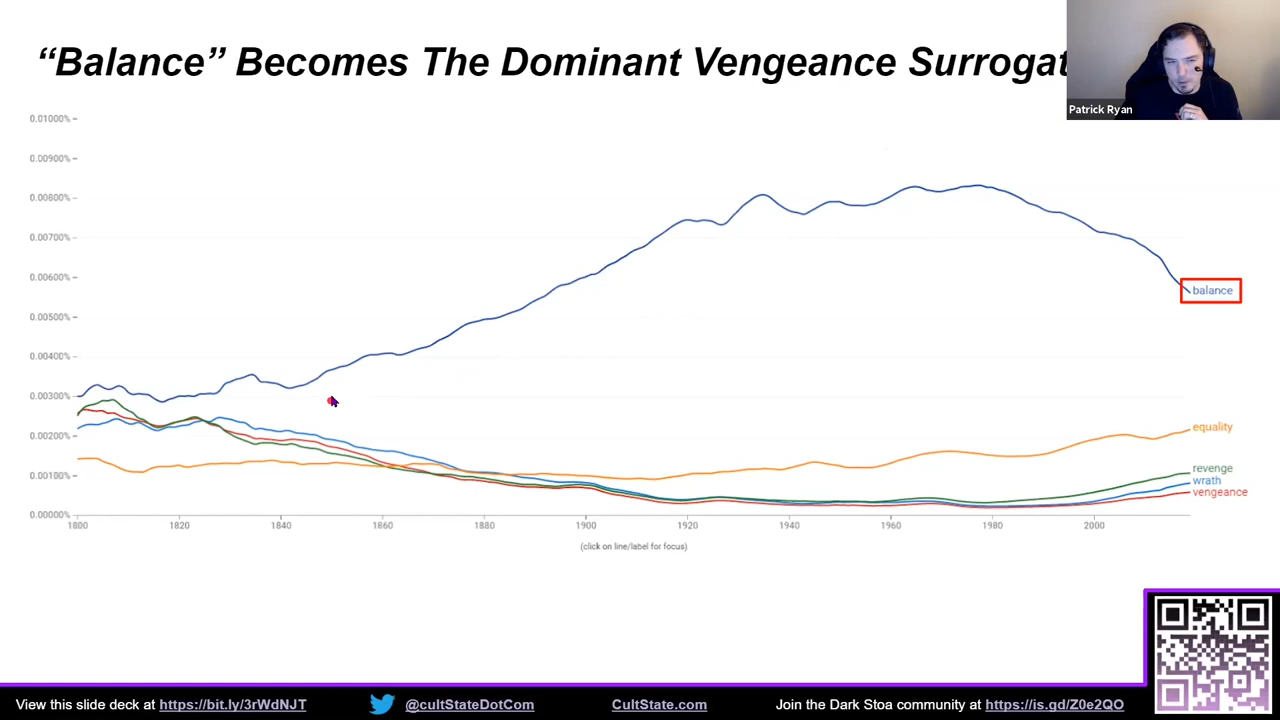 “Balance” Becomes The Dominant Vengeance Surrogat
Patrick Ryan
0.01000%
0.00900%
0.00800%
0.00700%
0.00600%
0.00500%
0.00400%
0.00300%
0.00200%
0.00100%
0.00000%
balance
equality
revenge
wrath
vengeance
1800 1820 1840 1860 1880 1900 1920 1940 1960 1980 2000
(click on line/label for focus)
View this slide deck at https://bit.ly/3rWdNJT @cultStateDotCom CultState.com Join the Dark Stoa community at https://is.gd/Z0e2QO